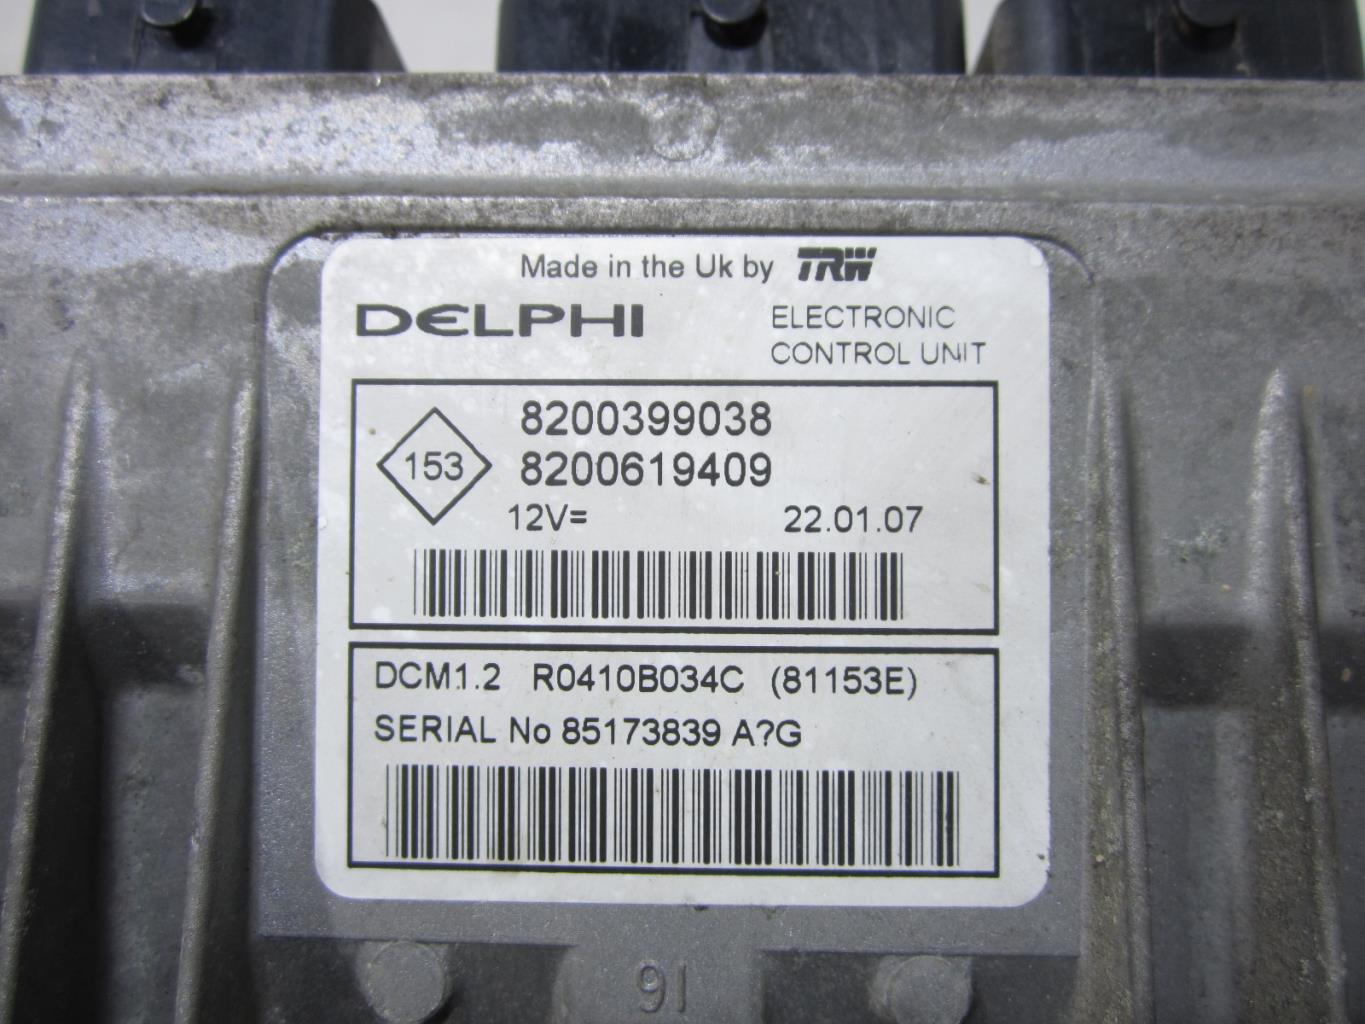 Made in the Uk by TRW
DELPHI
ELECTRONIC
CONTROL UNIT
153
8200399038
8200619409
12V=
22.01.07
DCM1.2 R0410B034C (81153E)
SERIAL No 85173839 A?G
91